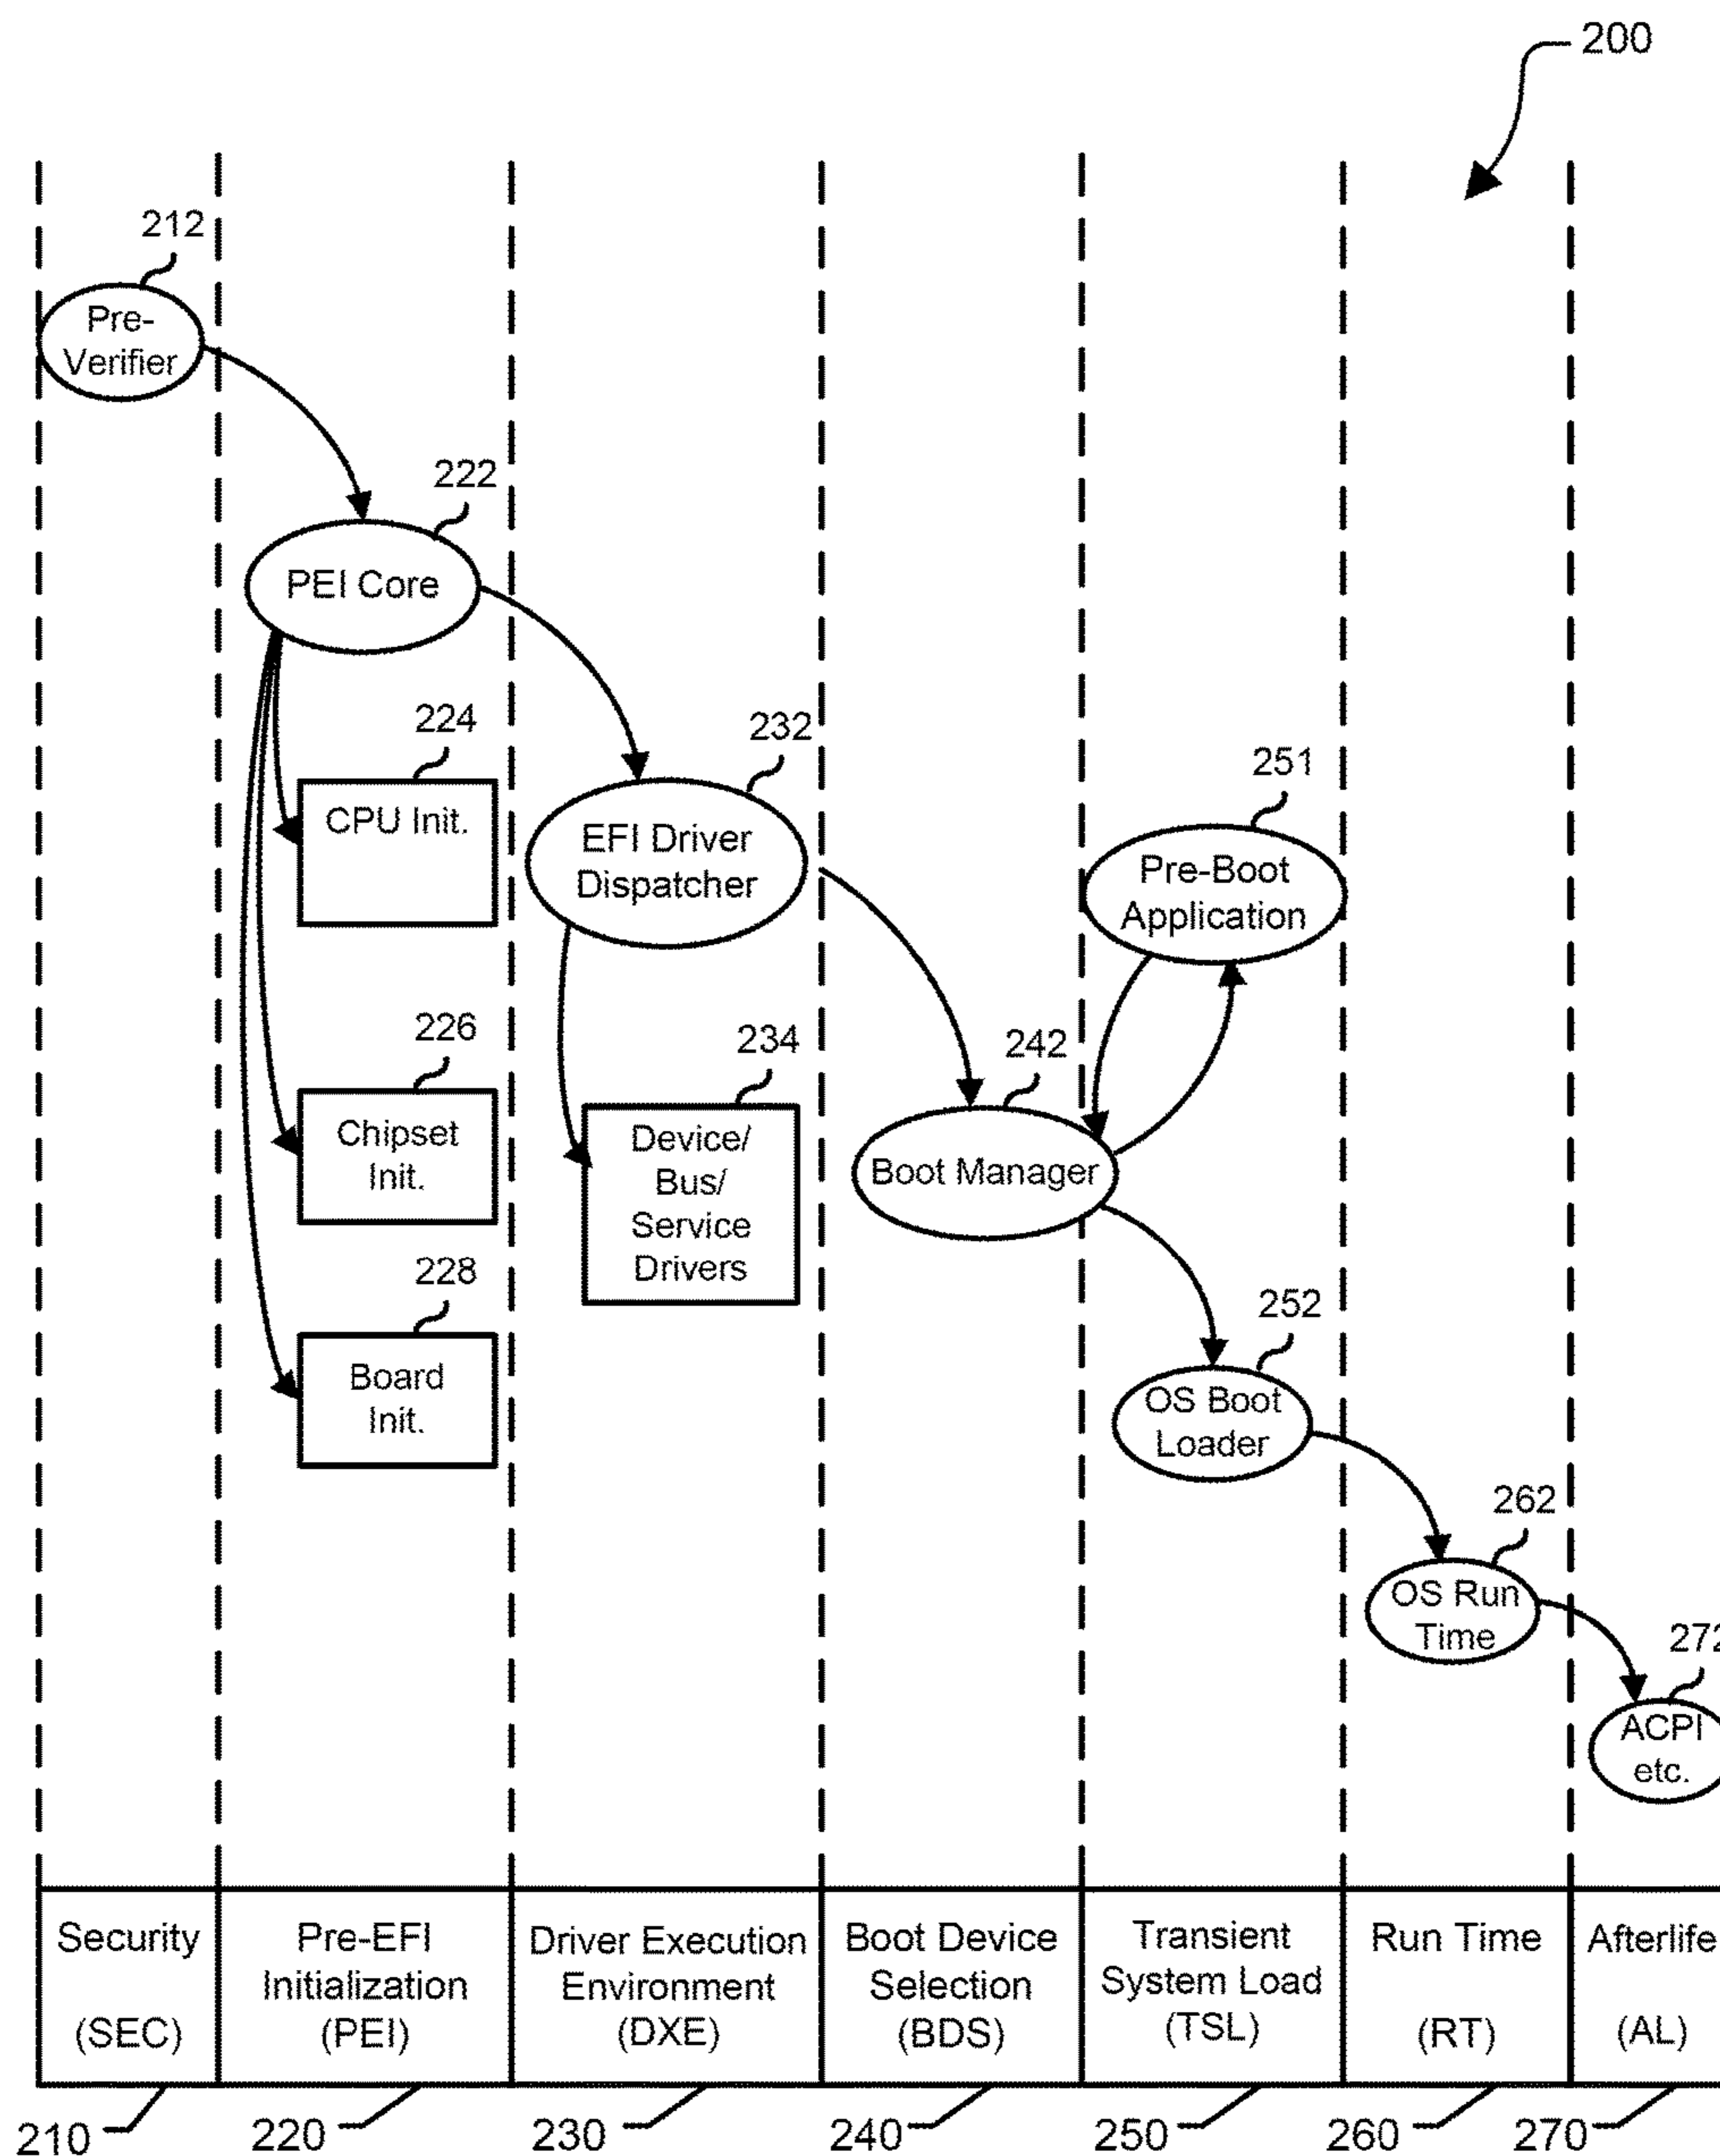 200
212
Pre-
Verifier
222
PEI Core
224
CPU Init.
232
EFI Driver
Dispatcher
251
Pre-Boot
Application
226
Chipset
Init.
234
Device/
Bus/
Service
Drivers
242
Boot Manager
228
Board
Init.
252
OS Boot
Loader
262
OS Run
Time
272
ACPI
etc.
Security
(SEC)
Pre-EFI
Initialization
(PEI)
Driver Execution
Environment
(DXE)
Boot Device
Selection
(BDS)
Transient
System Load
(TSL)
Run Time
(RT)
Afterlife
(AL)
210
220
230
240
250
260
270